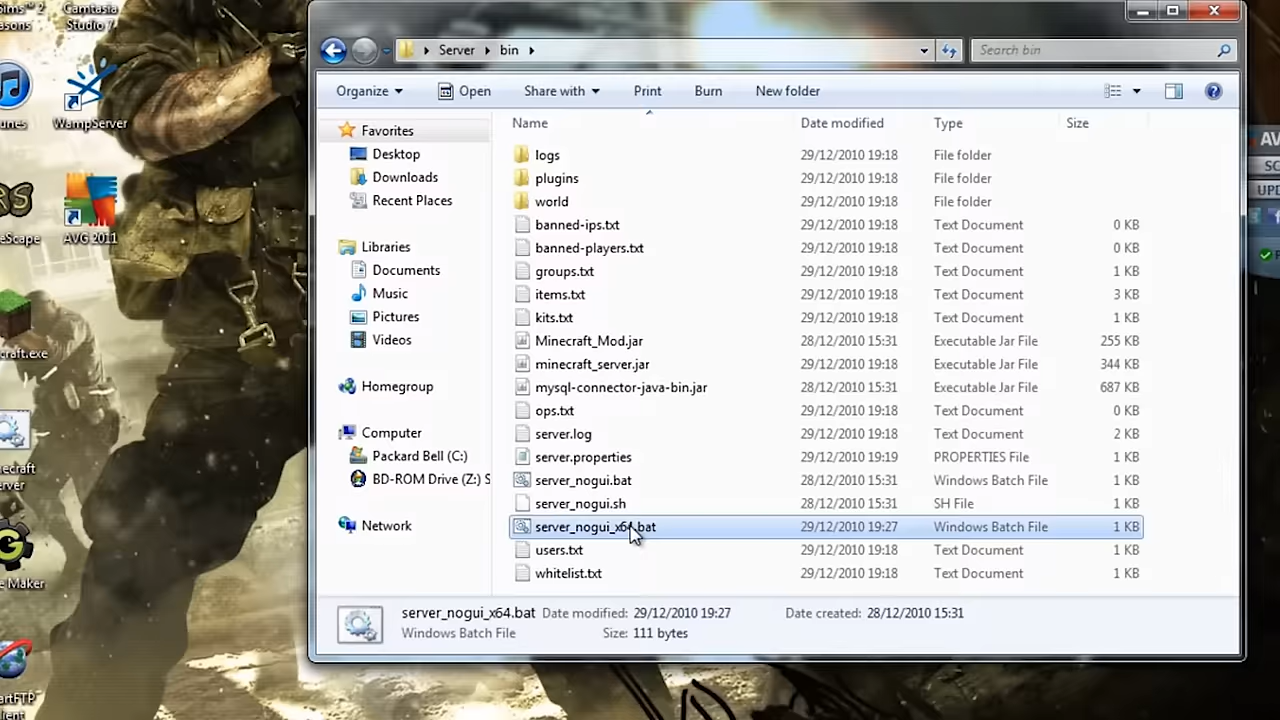 Sims™ 2
Camtasia
asons
Studio 7
unes
WampServer
AVG 2011
craft.exe
erver
e Maker
lient
Server
bin
Search bin
Organize
Open
Share with
Print
Burn
New folder
Name
Date modified
Type
Size
Favorites
Desktop
Downloads
Recent Places
Libraries
Documents
Music
Pictures
Videos
Homegroup
Computer
Packard Bell (C:)
BD-ROM Drive (Z:) S
Network
logs 29/12/2010 19:18 File folder
plugins 29/12/2010 19:18 File folder
world 29/12/2010 19:18 File folder
banned-ips.txt 29/12/2010 19:18 Text Document 0 KB
banned-players.txt 29/12/2010 19:18 Text Document 0 KB
groups.txt 29/12/2010 19:18 Text Document 1 KB
items.txt 29/12/2010 19:18 Text Document 3 KB
kits.txt 29/12/2010 19:18 Text Document 1 KB
Minecraft_Mod.jar 28/12/2010 15:31 Executable Jar File 255 KB
minecraft_server.jar 29/12/2010 19:18 Executable Jar File 344 KB
mysql-connector-java-bin.jar 28/12/2010 15:31 Executable Jar File 687 KB
ops.txt 29/12/2010 19:18 Text Document 0 KB
server.log 29/12/2010 19:18 Text Document 2 KB
server.properties 29/12/2010 19:19 PROPERTIES File 1 KB
server_nogui.bat 28/12/2010 15:31 Windows Batch File 1 KB
server_nogui.sh 28/12/2010 15:31 SH File 1 KB
server_nogui_x64.bat 29/12/2010 19:27 Windows Batch File 1 KB
users.txt 29/12/2010 19:18 Text Document 1 KB
whitelist.txt 29/12/2010 19:18 Text Document 1 KB
server_nogui_x64.bat Date modified: 29/12/2010 19:27 Date created: 28/12/2010 15:31
Windows Batch File Size: 111 bytes
AV
SC
UPD